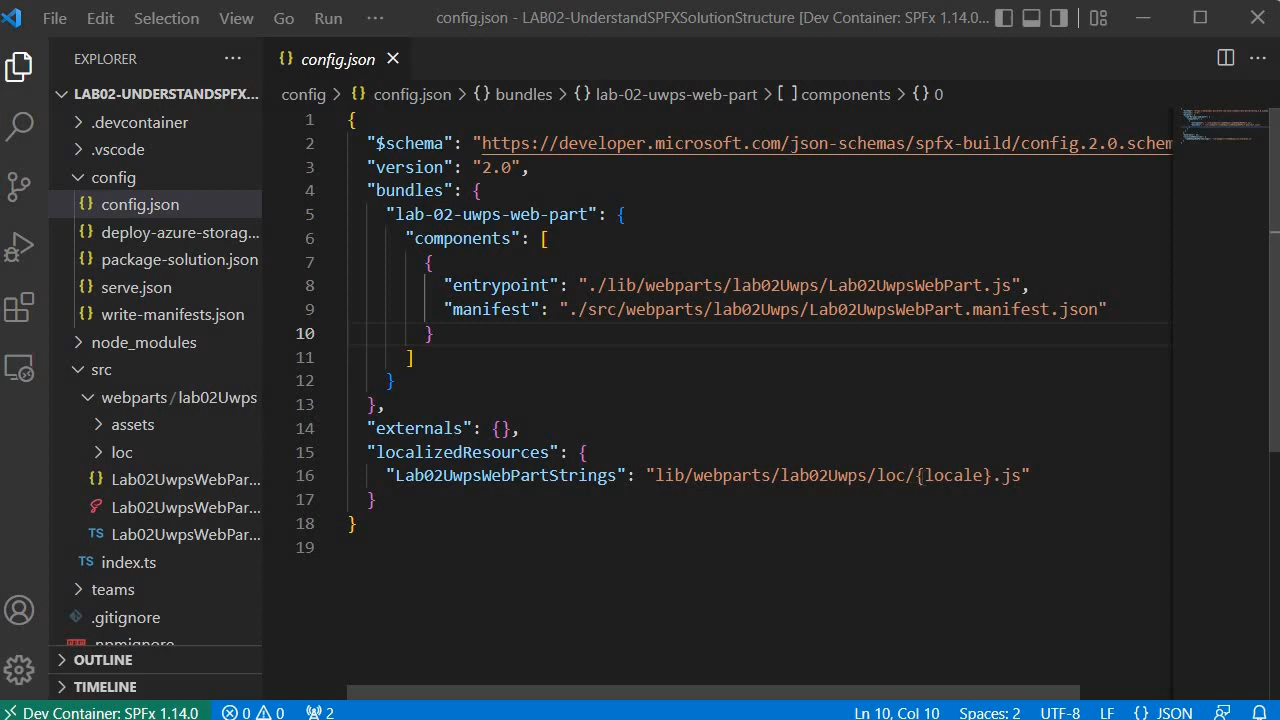 File Edit Selection View Go Run ··· config.json - LAB02-UnderstandSPFXSolutionStructure [Dev Container: SPFx 1.14.0...
EXPLORER ···
LAB02-UNDERSTANDSPFX...
.devcontainer
.vscode
config
{} config.json
{} deploy-azure-storag...
{} package-solution.json
{} serve.json
{} write-manifests.json
node_modules
src
webparts/lab02Uwps
assets
loc
{} Lab02UwpsWebPar...
Lab02UwpsWebPar...
TS Lab02UwpsWebPar...
TS index.ts
teams
.gitignore
.npmignore
OUTLINE
TIMELINE
{} config.json
config > {} config.json > {} bundles > {} lab-02-uwps-web-part > [ ] components > {} 0
1 {
2 "$schema": "https://developer.microsoft.com/json-schemas/spfx-build/config.2.0.schem
3 "version": "2.0",
4 "bundles": {
5 "lab-02-uwps-web-part": {
6 "components": [
7 {
8 "entrypoint": "./lib/webparts/lab02Uwps/Lab02UwpsWebPart.js",
9 "manifest": "./src/webparts/lab02Uwps/Lab02UwpsWebPart.manifest.json"
10 }
11 ]
12 }
13 },
14 "externals": {},
15 "localizedResources": {
16 "Lab02UwpsWebPartStrings": "lib/webparts/lab02Uwps/loc/{locale}.js"
17 }
18 }
19
Dev Container: SPFx 1.14.0 0 0 2 Ln 10, Col 10 Spaces: 2 UTF-8 LF {} JSON